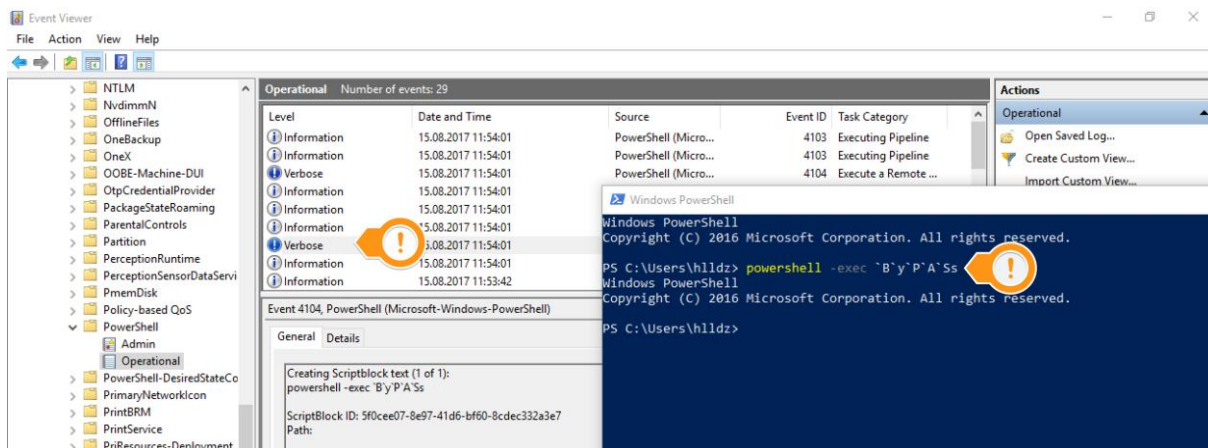 Event Viewer
File Action View Help
NTLM
NvdimmN
OfflineFiles
OneBackup
OneX
OOBE-Machine-DUI
OtpCredentialProvider
PackageStateRoaming
ParentalControls
Partition
PerceptionRuntime
PerceptionSensorDataServi
PmemDisk
Policy-based QoS
PowerShell
Admin
Operational
PowerShell-DesiredStateCo
PrimaryNetworkIcon
PrintBRM
PrintService
PriResources-Deployment
Operational Number of events: 29
Level Date and Time Source Event ID Task Category
Information 15.08.2017 11:54:01 PowerShell (Micro... 4103 Executing Pipeline
Information 15.08.2017 11:54:01 PowerShell (Micro... 4103 Executing Pipeline
Verbose 15.08.2017 11:54:01 PowerShell (Micro... 4104 Execute a Remote ...
Information 15.08.2017 11:54:01
Information 15.08.2017 11:54:01
Information 15.08.2017 11:54:01
Verbose 5.08.2017 11:54:01
Information 15.08.2017 11:54:01
Information 15.08.2017 11:53:42
Event 4104, PowerShell (Microsoft-Windows-PowerShell)
General Details
Creating Scriptblock text (1 of 1):
powershell -exec `B`y`P`A`Ss
ScriptBlock ID: 5f0cee07-8e97-41d6-bf60-8cdec332a3e7
Path:
Actions
Operational
Open Saved Log...
Create Custom View...
Import Custom View...
Windows PowerShell
Windows PowerShell
Copyright (C) 2016 Microsoft Corporation. All rights reserved.
PS C:\Users\hlldz> powershell -exec `B`y`P`A`Ss
Windows PowerShell
Copyright (C) 2016 Microsoft Corporation. All rights reserved.
PS C:\Users\hlldz>